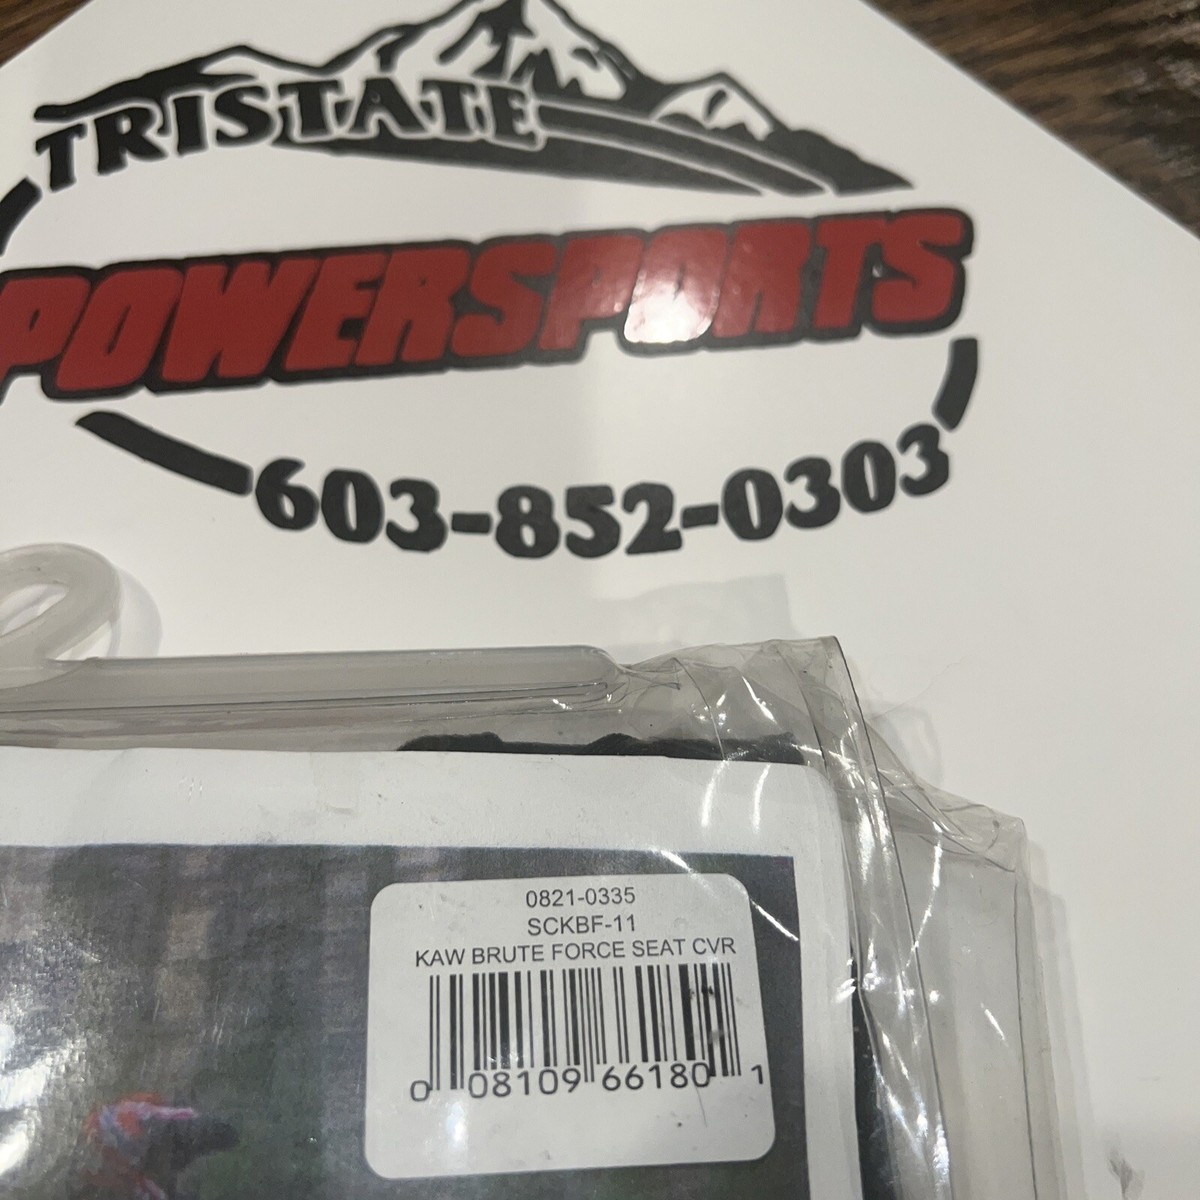 TRISTATE
POWERSPORTS
603-852-0303
0821-0335
SCKBF-11
KAW BRUTE FORCE SEAT CVR
0 08109 66180 1